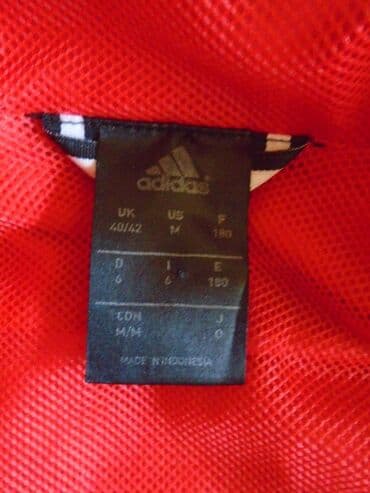 adidas
UK US F
40/42 M 180
D I E
6 6 180
CDN J
M/M O
MADE IN INDONESIA